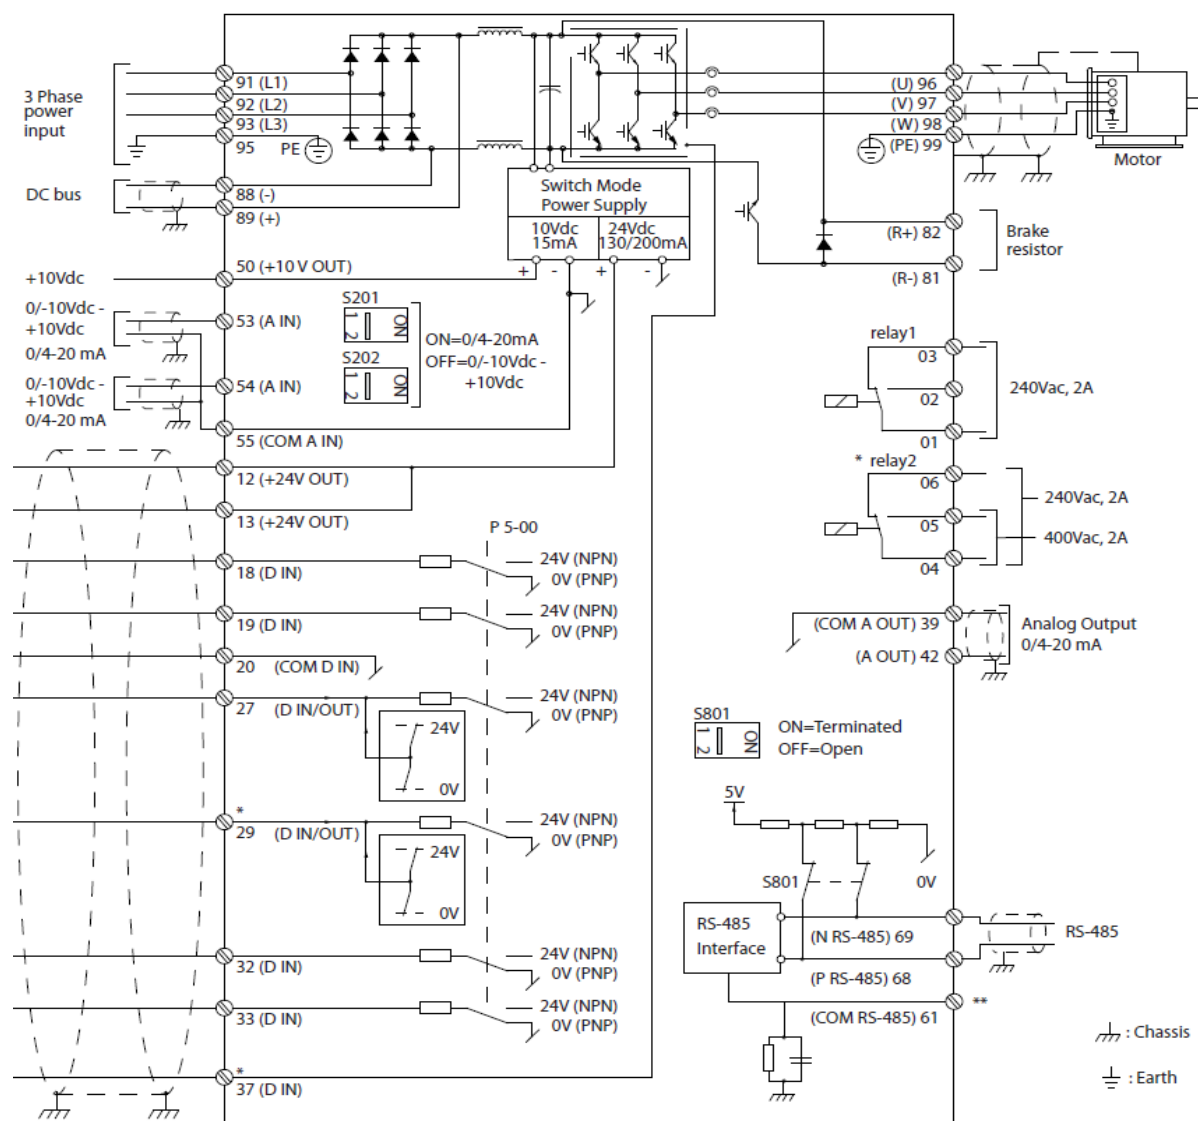 3 Phase
power
input
91 (L1)
92 (L2)
93 (L3)
95
PE
DC bus
88 (-)
89 (+)
+10Vdc
50 (+10 V OUT)
0/-10Vdc -
+10Vdc
0/4-20 mA
53 (A IN)
0/-10Vdc -
+10Vdc
0/4-20 mA
54 (A IN)
55 (COM A IN)
12 (+24V OUT)
13 (+24V OUT)
18 (D IN)
19 (D IN)
20 (COM D IN)
27 (D IN/OUT)
24V
0V
*
29 (D IN/OUT)
24V
0V
32 (D IN)
33 (D IN)
*
37 (D IN)
Switch Mode
Power Supply
10Vdc
15mA
24Vdc
130/200mA
+ - + -
S201
1 2 ON
S202
1 2 ON
ON=0/4-20mA
OFF=0/-10Vdc -
+10Vdc
P 5-00
24V (NPN)
0V (PNP)
24V (NPN)
0V (PNP)
24V (NPN)
0V (PNP)
24V (NPN)
0V (PNP)
24V (NPN)
0V (PNP)
24V (NPN)
0V (PNP)
(U) 96
(V) 97
(W) 98
(PE) 99
Motor
(R+) 82
(R-) 81
Brake
resistor
relay1
03
02
01
240Vac, 2A
* relay2
06
05
04
240Vac, 2A
400Vac, 2A
(COM A OUT) 39
(A OUT) 42
Analog Output
0/4-20 mA
S801
1 2 ON
ON=Terminated
OFF=Open
5V
S801
0V
RS-485
Interface
(N RS-485) 69
(P RS-485) 68
(COM RS-485) 61
RS-485
**
: Chassis
: Earth